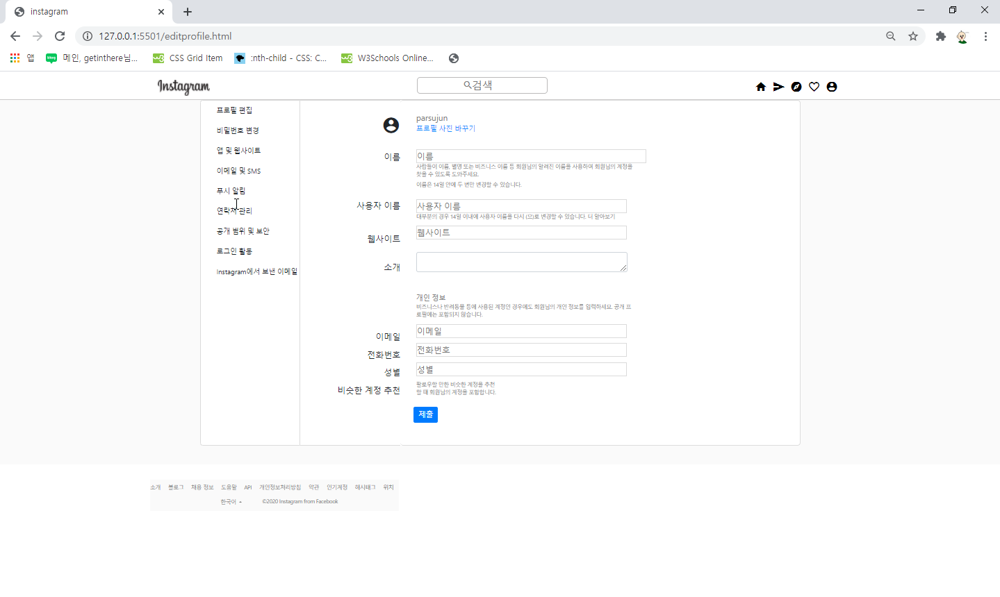 instagram
127.0.0.1:5501/editprofile.html
앱 메인, getinthere님... CSS Grid Item :nth-child - CSS: C... W3Schools Online...
Instagram 검색
프로필 편집
비밀번호 변경
앱 및 웹사이트
이메일 및 SMS
푸시 알림
연락처 관리
공개 범위 및 보안
로그인 활동
Instagram에서 보낸 이메일
parsujun
프로필 사진 바꾸기
이름 이름
사람들이 이름, 별명 또는 비즈니스 이름 등 회원님의 알려진 이름을 사용하여 회원님의 계정을
찾을 수 있도록 도와주세요.
이름은 14일 안에 두 번만 변경할 수 있습니다.
사용자 이름 사용자 이름
대부분의 경우 14일 이내에 사용자 이름을 다시 (으)로 변경할 수 있습니다. 더 알아보기
웹사이트 웹사이트
소개
개인 정보
비즈니스나 반려동물 등에 사용된 계정인 경우에도 회원님의 개인 정보를 입력하세요. 공개 프
로필에는 포함되지 않습니다.
이메일 이메일
전화번호 전화번호
성별 성별
비슷한 계정 추천 팔로우할 만한 비슷한 계정을 추천
할 때 회원님의 계정을 포함합니다.
제출
소개 블로그 채용 정보 도움말 API 개인정보처리방침 약관 인기계정 해시태그 위치
한국어 ©2020 Instagram from Facebook